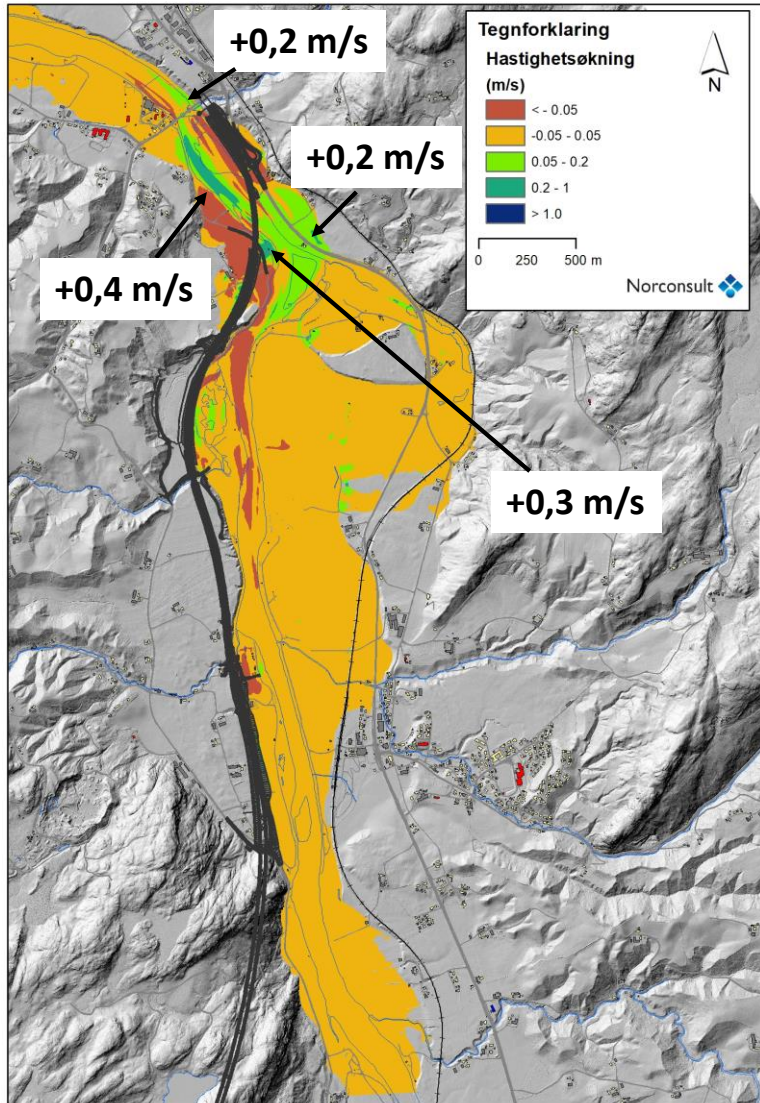 +0,2 m/s
+0,2 m/s
+0,4 m/s
+0,3 m/s
Tegnforklaring
Hastighetsøkning
(m/s)
< - 0.05
-0.05 - 0.05
0.05 - 0.2
0.2 - 1
> 1.0
N
0 250 500 m
Norconsult